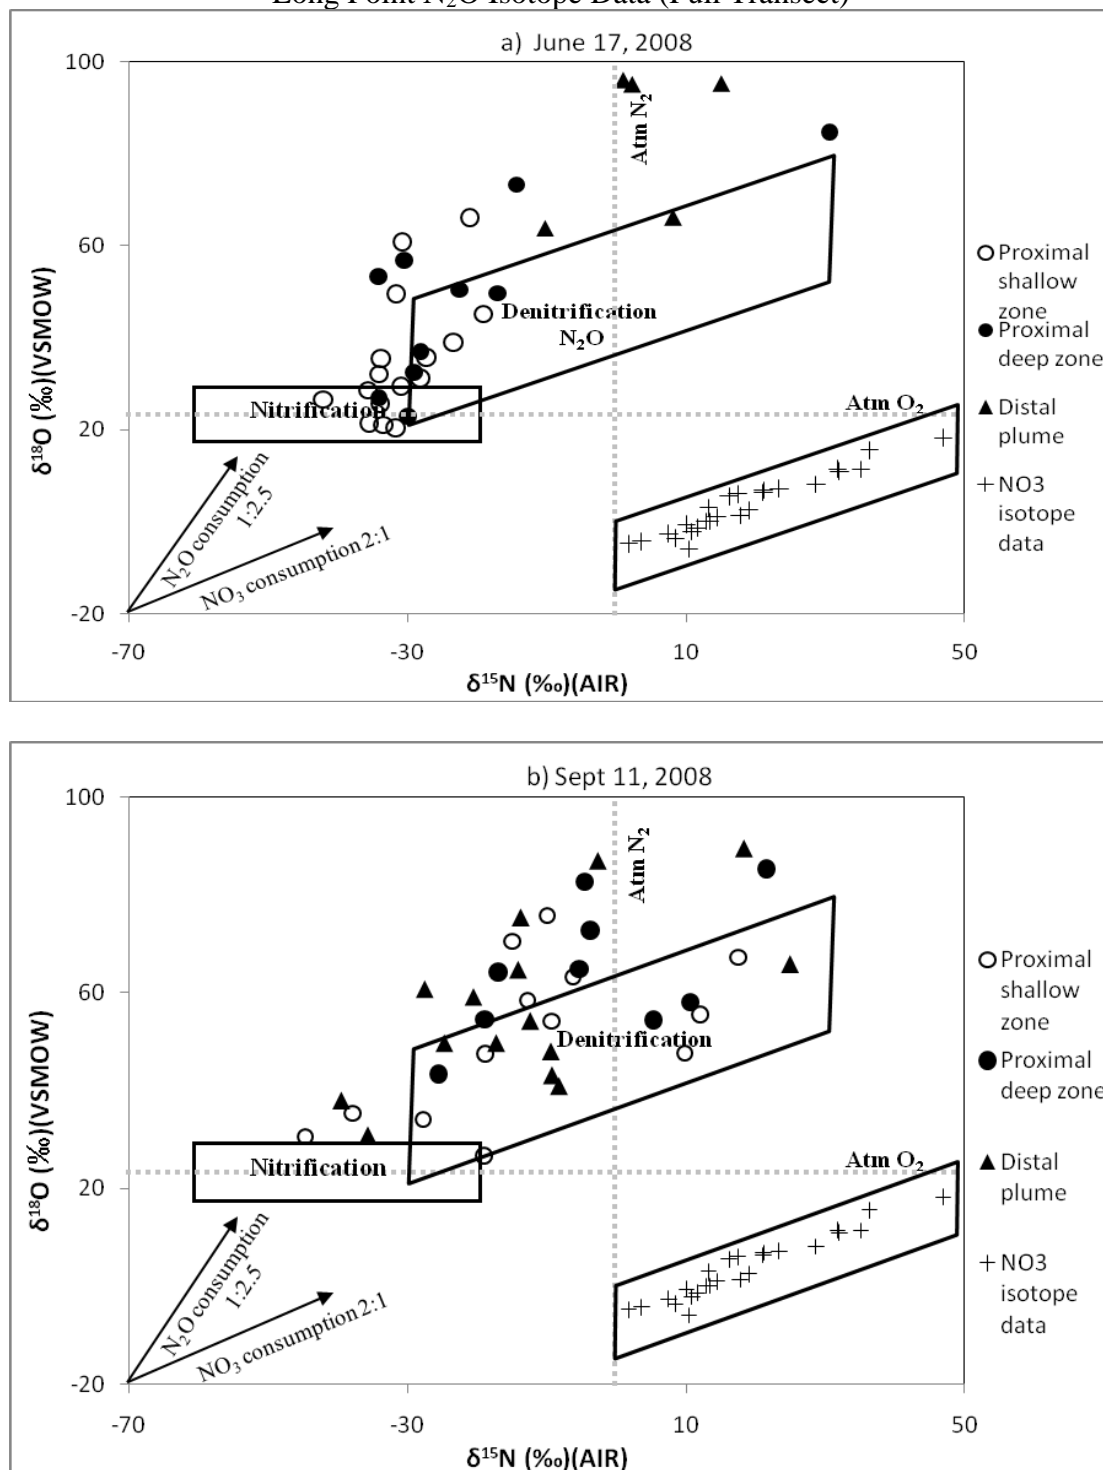 Long Point N₂O Isotope Data (Full Transect)
a) June 17, 2008
100
60
20
-20
-70
-30
10
50
δ¹⁸O (‰)(VSMOW)
δ¹⁵N (‰)(AIR)
Atm N₂
Denitrification
N₂O
Nitrification
Atm O₂
N₂O consumption
1:2.5
NO₃ consumption 2:1
Proximal
shallow
zone
Proximal
deep zone
Distal
plume
NO3
isotope
data
b) Sept 11, 2008
100
60
20
-20
-70
-30
10
50
δ¹⁸O (‰)(VSMOW)
δ¹⁵N (‰)(AIR)
Atm N₂
Denitrification
Nitrification
Atm O₂
N₂O consumption
1:2.5
NO₃ consumption 2:1
Proximal
shallow
zone
Proximal
deep zone
Distal
plume
NO3
isotope
data